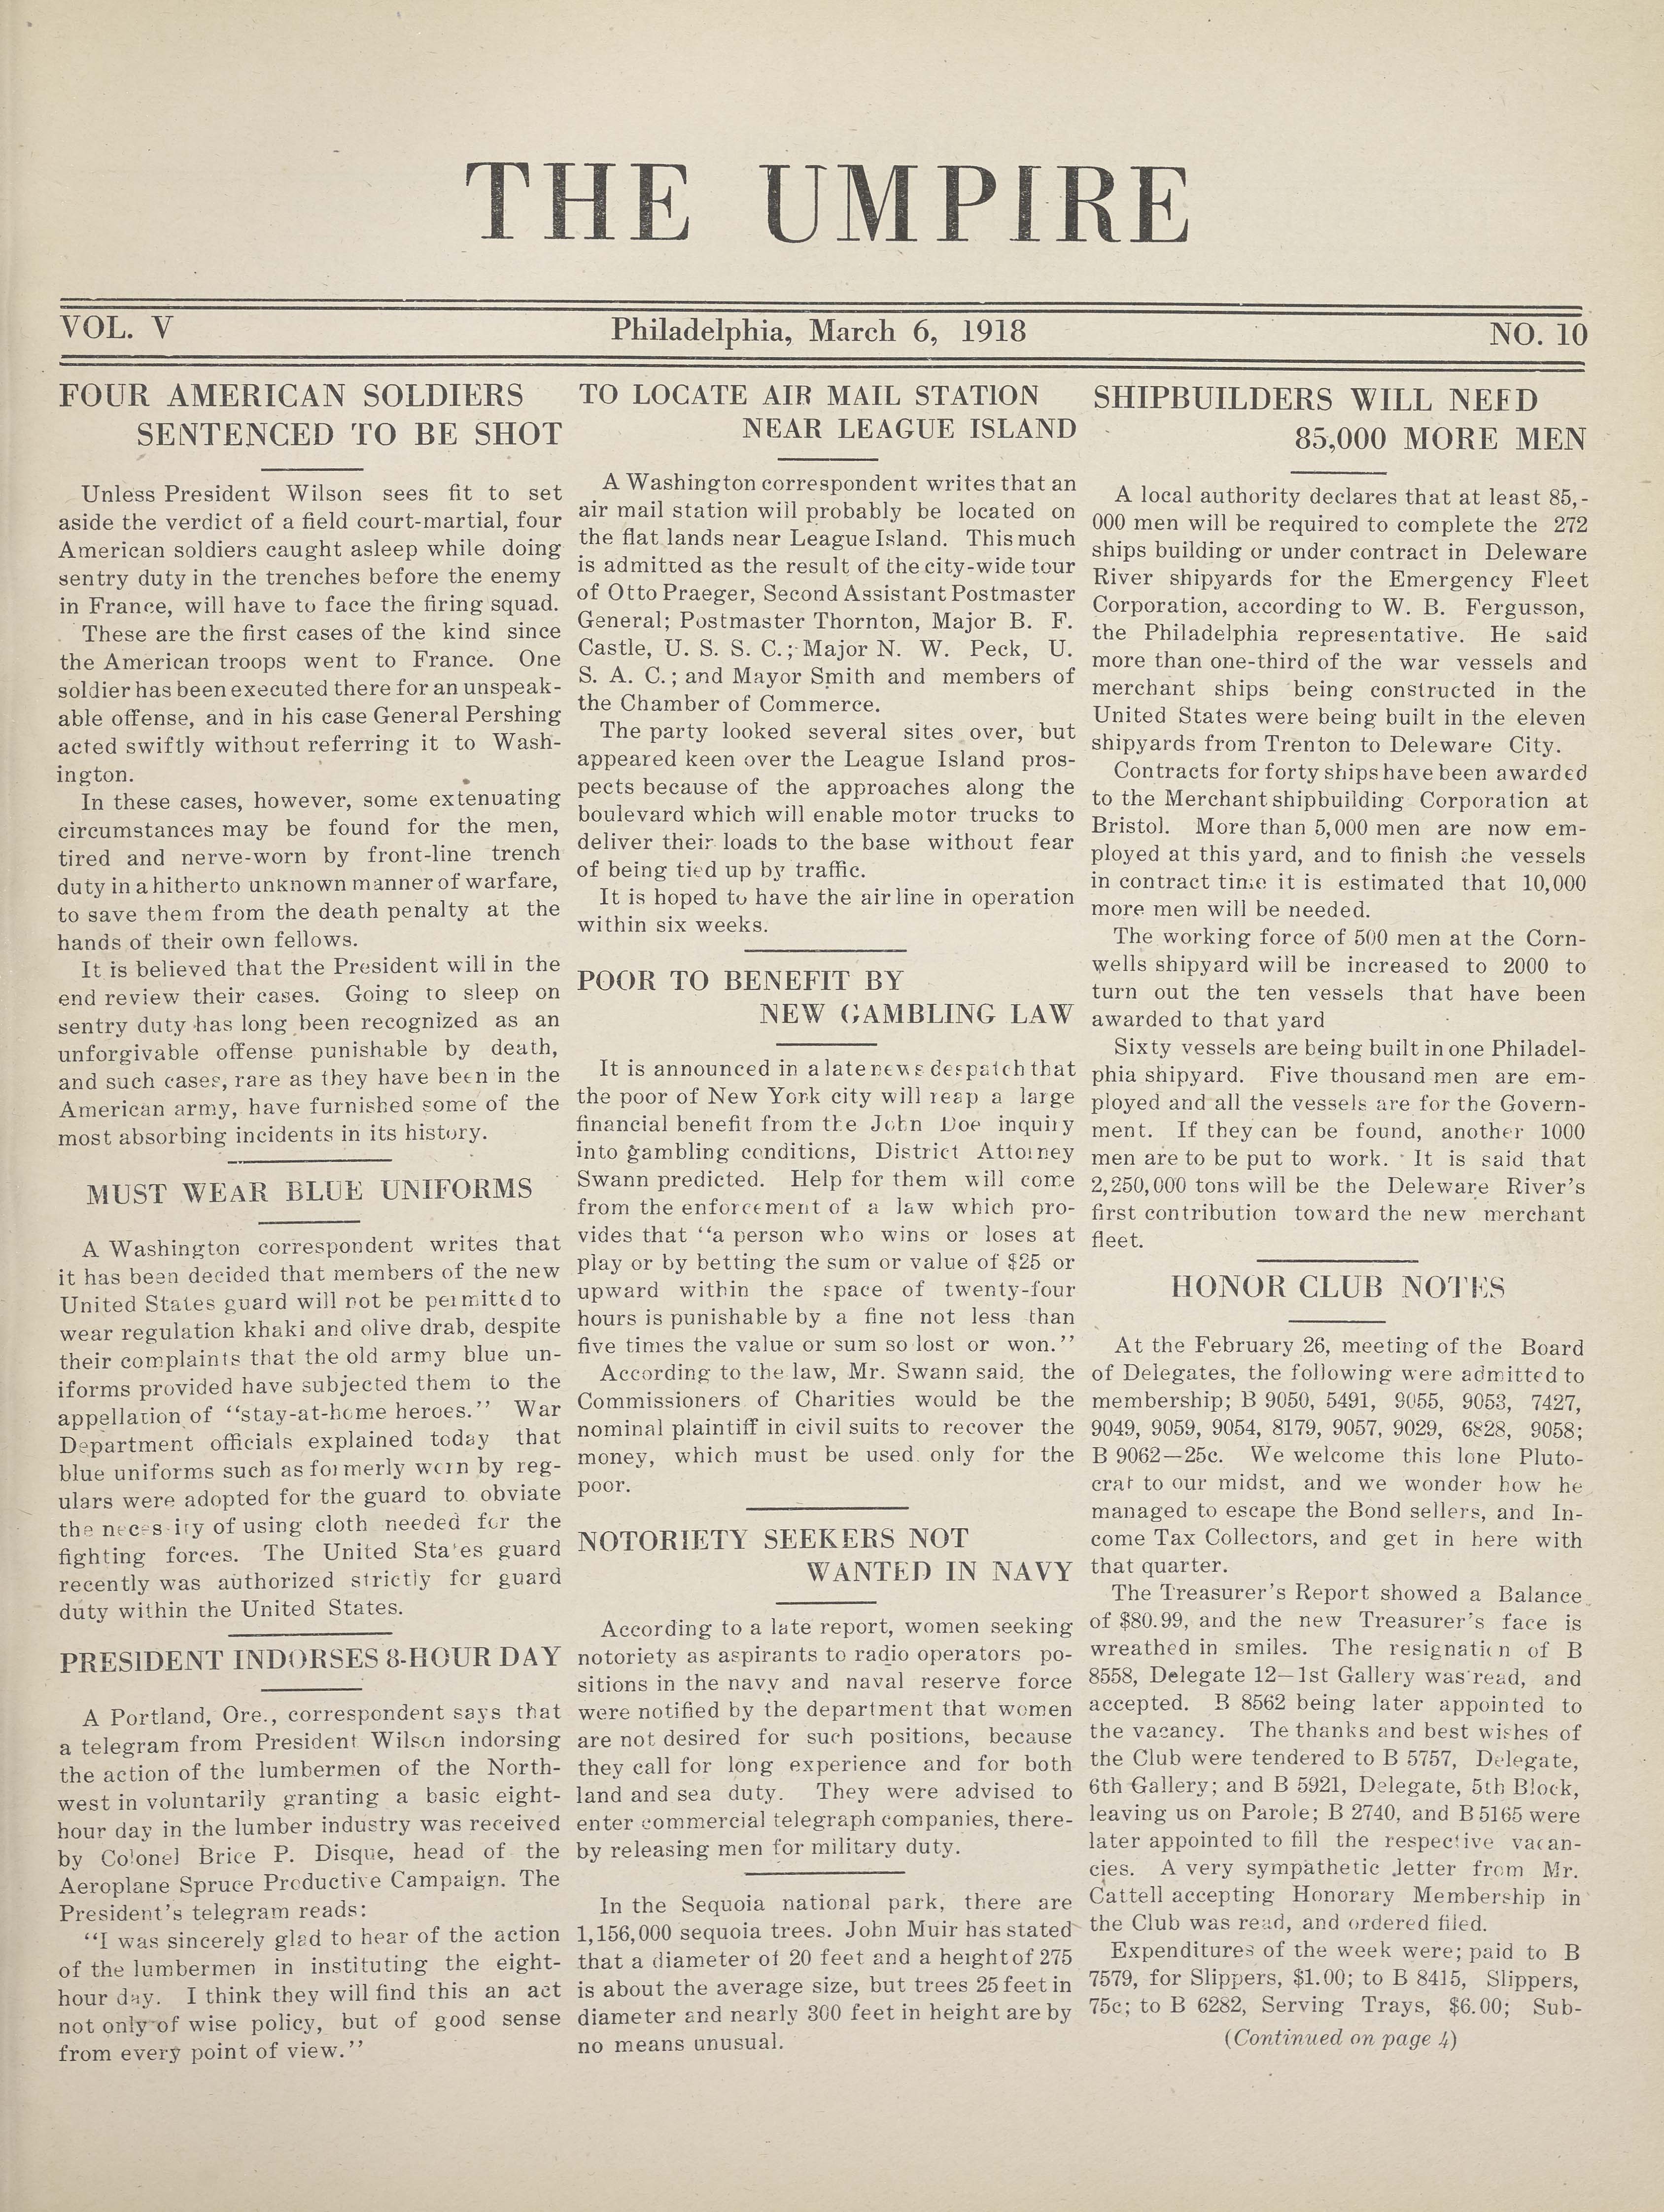 THE UMPIRE
VOL. V
Philadelphia, March 6, 1918
NO. 10
FOUR AMERICAN SOLDIERS
SENTENCED TO BE SHOT
Unless President Wilson sees fit to set
aside the verdict of a field court-martial, four
American soldiers caught asleep while doing
sentry duty in the trenches before the enemy
in France, will have to face the firing squad.
These are the first cases of the kind since
the American troops went to France. One
soldier has been executed there for an unspeak-
able offense, and in his case General Pershing
acted swiftly without referring it to Wash-
ington.
In these cases, however, some extenuating
circumstances may be found for the men,
tired and nerve-worn by front-line trench
duty in a hitherto unknown manner of warfare,
to save them from the death penalty at the
hands of their own fellows.
It is believed that the President will in the
end review their cases. Going to sleep on
sentry duty has long been recognized as an
unforgivable offense punishable by death,
and such cases, rare as they have been in the
American army, have furnished some of the
most absorbing incidents in its history.
MUST WEAR BLUE UNIFORMS
A Washington correspondent writes that
it has been decided that members of the new
United States guard will not be permitted to
wear regulation khaki and olive drab, despite
their complaints that the old army blue un-
iforms provided have subjected them to the
appellation of “stay-at-home heroes.” War
Department officials explained today that
blue uniforms such as formerly worn by reg-
ulars were adopted for the guard to obviate
the necessity of using cloth needed for the
fighting forces. The United States guard
recently was authorized strictly for guard
duty within the United States.
PRESIDENT INDORSES 8-HOUR DAY
A Portland, Ore., correspondent says that
a telegram from President Wilson indorsing
the action of the lumbermen of the North-
west in voluntarily granting a basic eight-
hour day in the lumber industry was received
by Colonel Brice P. Disque, head of the
Aeroplane Spruce Productive Campaign. The
President’s telegram reads:
“I was sincerely glad to hear of the action
of the lumbermen in instituting the eight-
hour day. I think they will find this an act
not only of wise policy, but of good sense
from every point of view.”
TO LOCATE AIR MAIL STATION
NEAR LEAGUE ISLAND
A Washington correspondent writes that an
air mail station will probably be located on
the flat lands near League Island. This much
is admitted as the result of the city-wide tour
of Otto Praeger, Second Assistant Postmaster
General; Postmaster Thornton, Major B. F.
Castle, U. S. S. C.; Major N. W. Peck, U.
S. A. C.; and Mayor Smith and members of
the Chamber of Commerce.
The party looked several sites over, but
appeared keen over the League Island pros-
pects because of the approaches along the
boulevard which will enable motor trucks to
deliver their loads to the base without fear
of being tied up by traffic.
It is hoped to have the air line in operation
within six weeks.
POOR TO BENEFIT BY
NEW GAMBLING LAW
It is announced in a late news despatch that
the poor of New York city will reap a large
financial benefit from the John Doe inquiry
into gambling conditions, District Attorney
Swann predicted. Help for them will come
from the enforcement of a law which pro-
vides that “a person who wins or loses at
play or by betting the sum or value of $25 or
upward within the space of twenty-four
hours is punishable by a fine not less than
five times the value or sum so lost or won.”
According to the law, Mr. Swann said, the
Commissioners of Charities would be the
nominal plaintiff in civil suits to recover the
money, which must be used only for the
poor.
NOTORIETY SEEKERS NOT
WANTED IN NAVY
According to a late report, women seeking
notoriety as aspirants to radio operators po-
sitions in the navy and naval reserve force
were notified by the department that women
are not desired for such positions, because
they call for long experience and for both
land and sea duty. They were advised to
enter commercial telegraph companies, there-
by releasing men for military duty.
In the Sequoia national park, there are
1,156,000 sequoia trees. John Muir has stated
that a diameter of 20 feet and a height of 275
is about the average size, but trees 25 feet in
diameter and nearly 300 feet in height are by
no means unusual.
SHIPBUILDERS WILL NEED
85,000 MORE MEN
A local authority declares that at least 85,-
000 men will be required to complete the 272
ships building or under contract in Deleware
River shipyards for the Emergency Fleet
Corporation, according to W. B. Fergusson,
the Philadelphia representative. He said
more than one-third of the war vessels and
merchant ships being constructed in the
United States were being built in the eleven
shipyards from Trenton to Deleware City.
Contracts for forty ships have been awarded
to the Merchant shipbuilding Corporation at
Bristol. More than 5,000 men are now em-
ployed at this yard, and to finish the vessels
in contract time it is estimated that 10,000
more men will be needed.
The working force of 500 men at the Corn-
wells shipyard will be increased to 2000 to
turn out the ten vessels that have been
awarded to that yard
Sixty vessels are being built in one Philadel-
phia shipyard. Five thousand men are em-
ployed and all the vessels are for the Govern-
ment. If they can be found, another 1000
men are to be put to work. It is said that
2,250,000 tons will be the Deleware River’s
first contribution toward the new merchant
fleet.
HONOR CLUB NOTES
At the February 26, meeting of the Board
of Delegates, the following were admitted to
membership; B 9050, 5491, 9055, 9053, 7427,
9049, 9059, 9054, 8179, 9057, 9029, 6828, 9058;
B 9062—25c. We welcome this lone Pluto-
crat to our midst, and we wonder how he
managed to escape the Bond sellers, and In-
come Tax Collectors, and get in here with
that quarter.
The Treasurer’s Report showed a Balance
of $80.99, and the new Treasurer’s face is
wreathed in smiles. The resignation of B
8558, Delegate 12—1st Gallery was read, and
accepted. B 8562 being later appointed to
the vacancy. The thanks and best wishes of
the Club were tendered to B 5757, Delegate,
6th Gallery; and B 5921, Delegate, 5th Block,
leaving us on Parole; B 2740, and B 5165 were
later appointed to fill the respective vacan-
cies. A very sympathetic letter from Mr.
Cattell accepting Honorary Membership in
the Club was read, and ordered filed.
Expenditures of the week were; paid to B
7579, for Slippers, $1.00; to B 8415, Slippers,
75c; to B 6282, Serving Trays, $6.00; Sub-
(Continued on page 4)